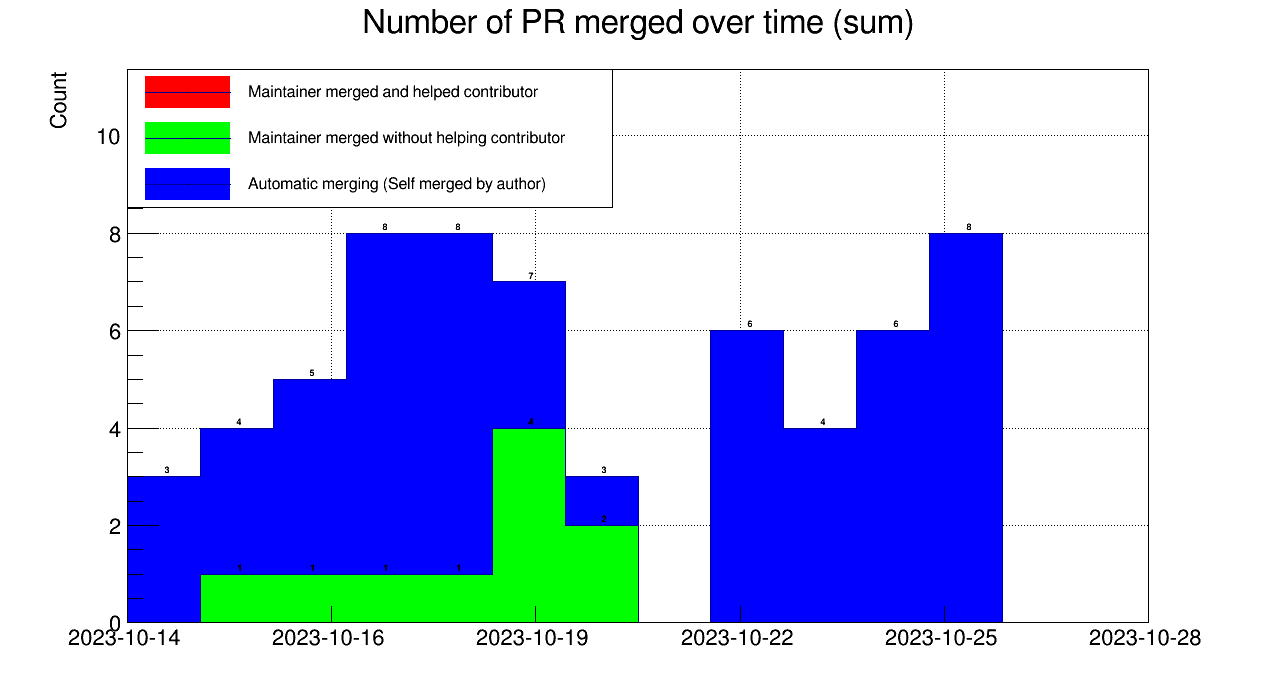 Number of PR merged over time (sum)
Count
Maintainer merged and helped contributor
Maintainer merged without helping contributor
Automatic merging (Self merged by author)
10
8
6
4
2
0
8 8 8
7
6 6
5
4 4 4
3 3
2
1 1 1 1
2023-10-14 2023-10-16 2023-10-19 2023-10-22 2023-10-25 2023-10-28